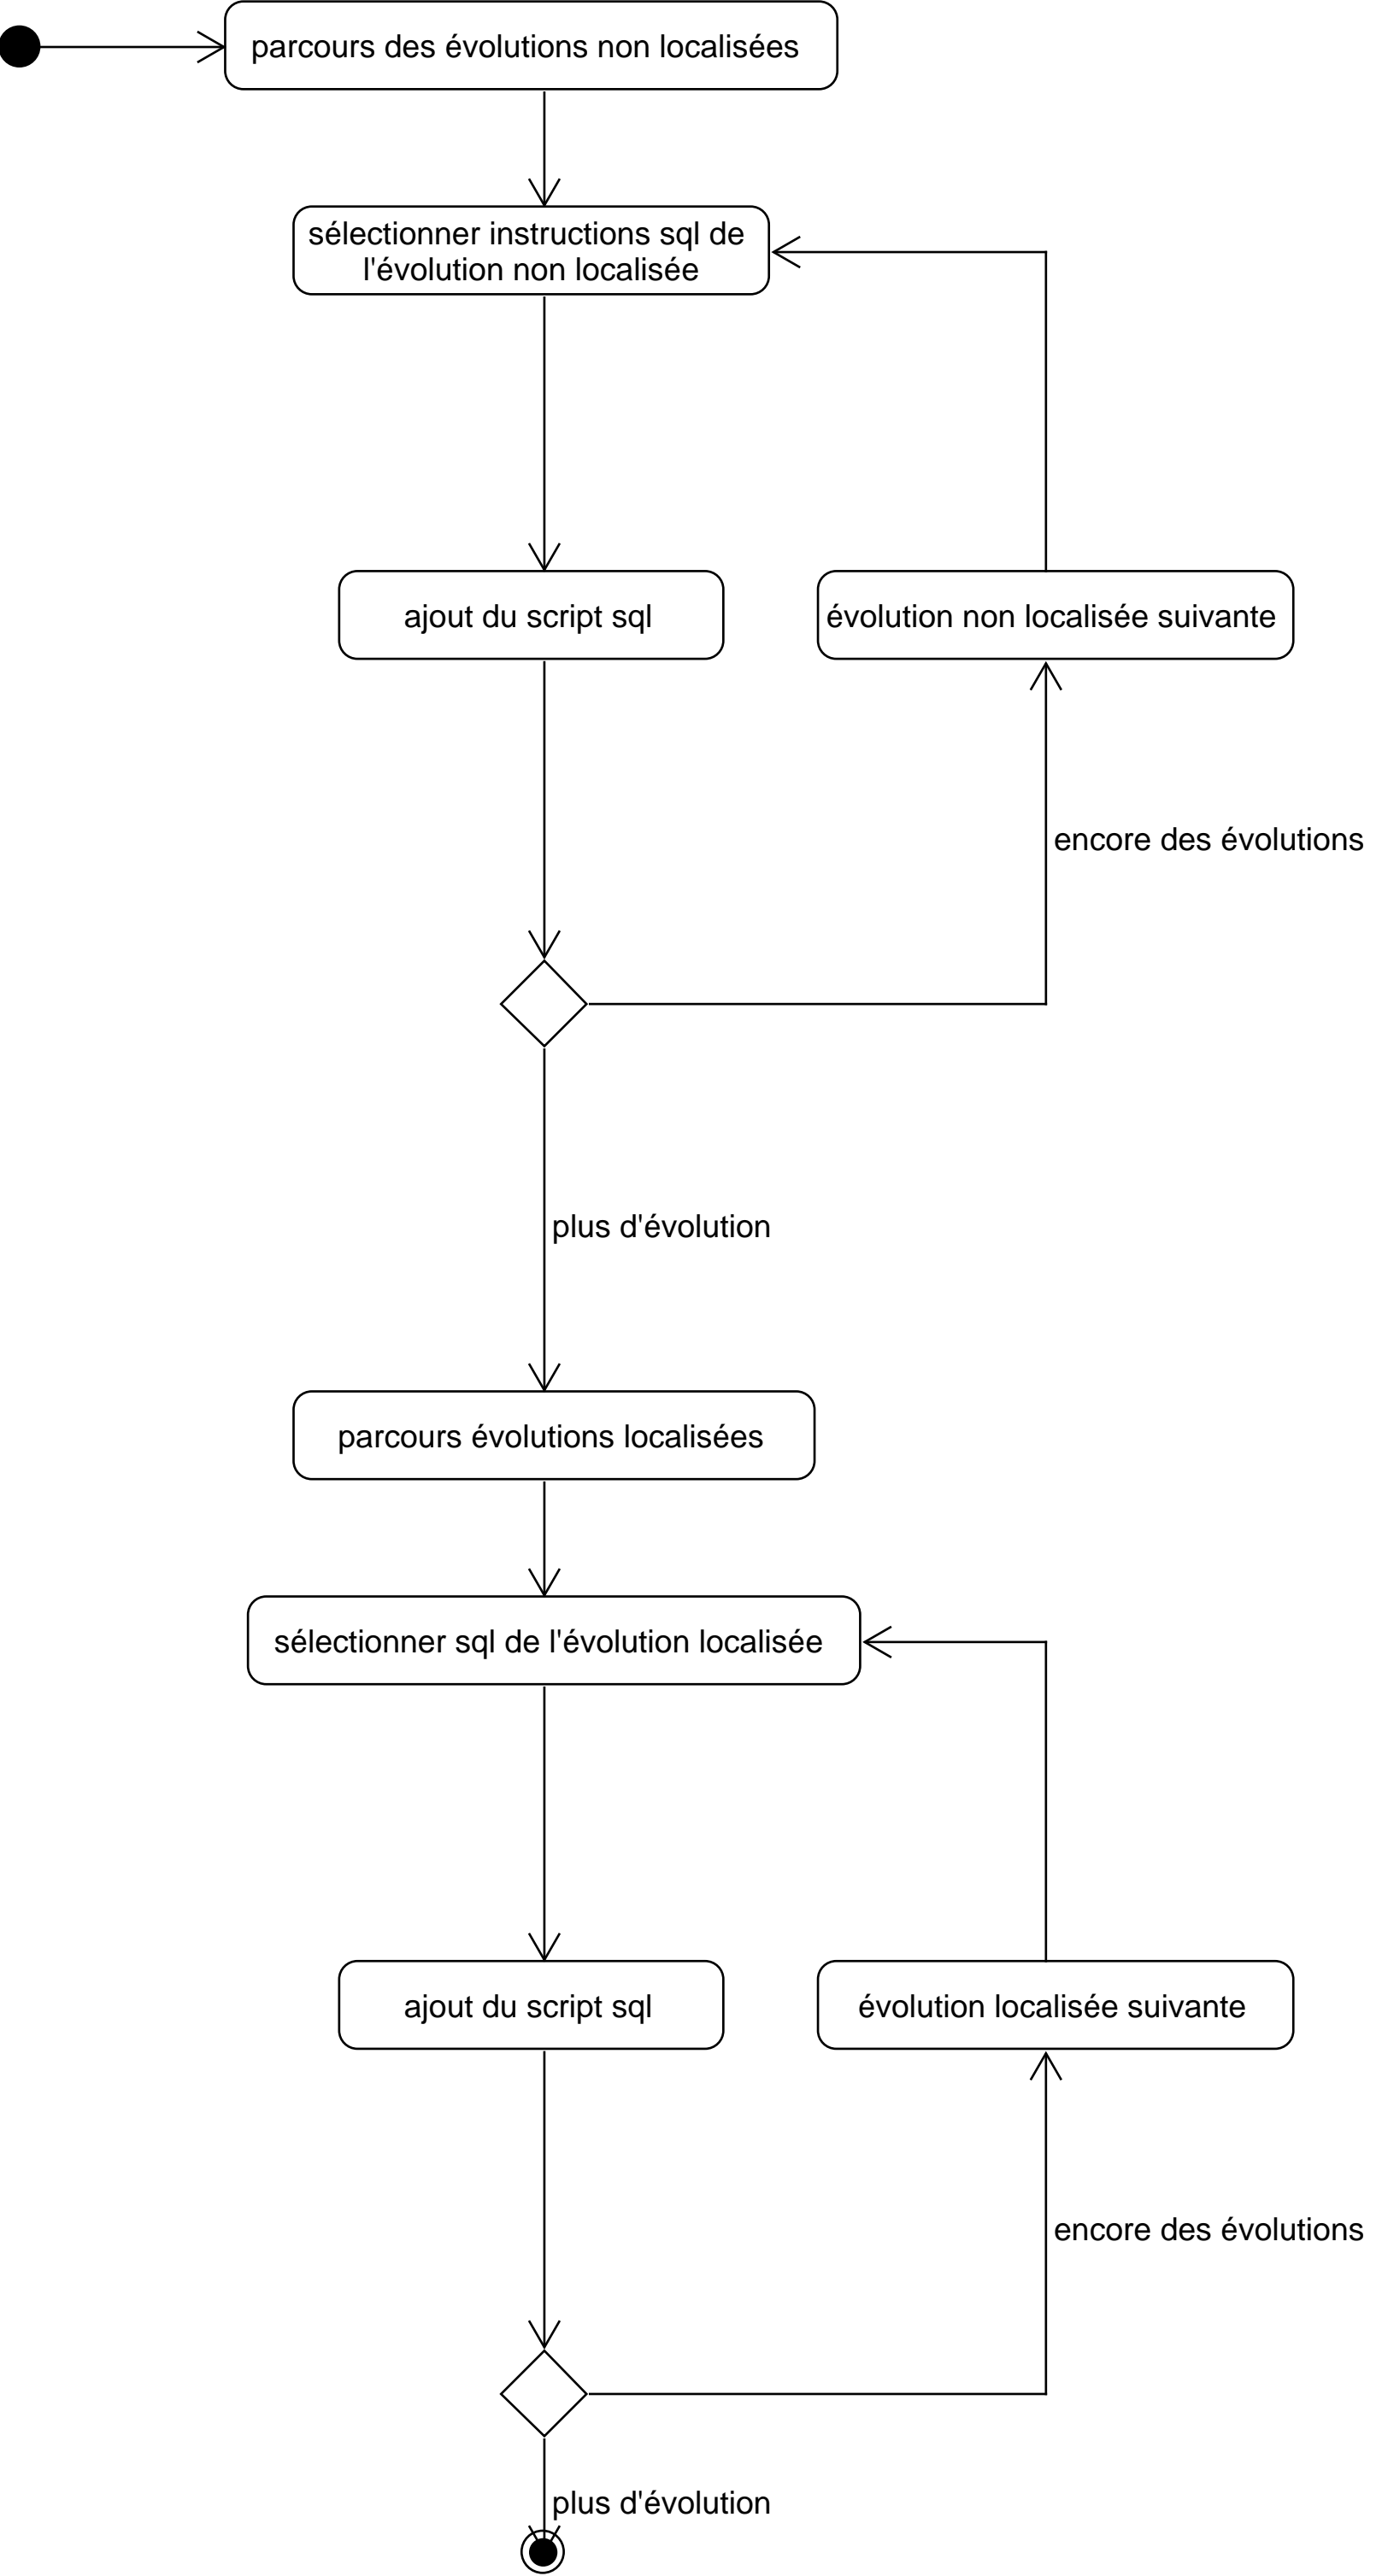 parcours des évolutions non localisées
sélectionner instructions sql de
l'évolution non localisée
ajout du script sql
évolution non localisée suivante
encore des évolutions
plus d'évolution
parcours évolutions localisées
sélectionner sql de l'évolution localisée
ajout du script sql
évolution localisée suivante
encore des évolutions
plus d'évolution